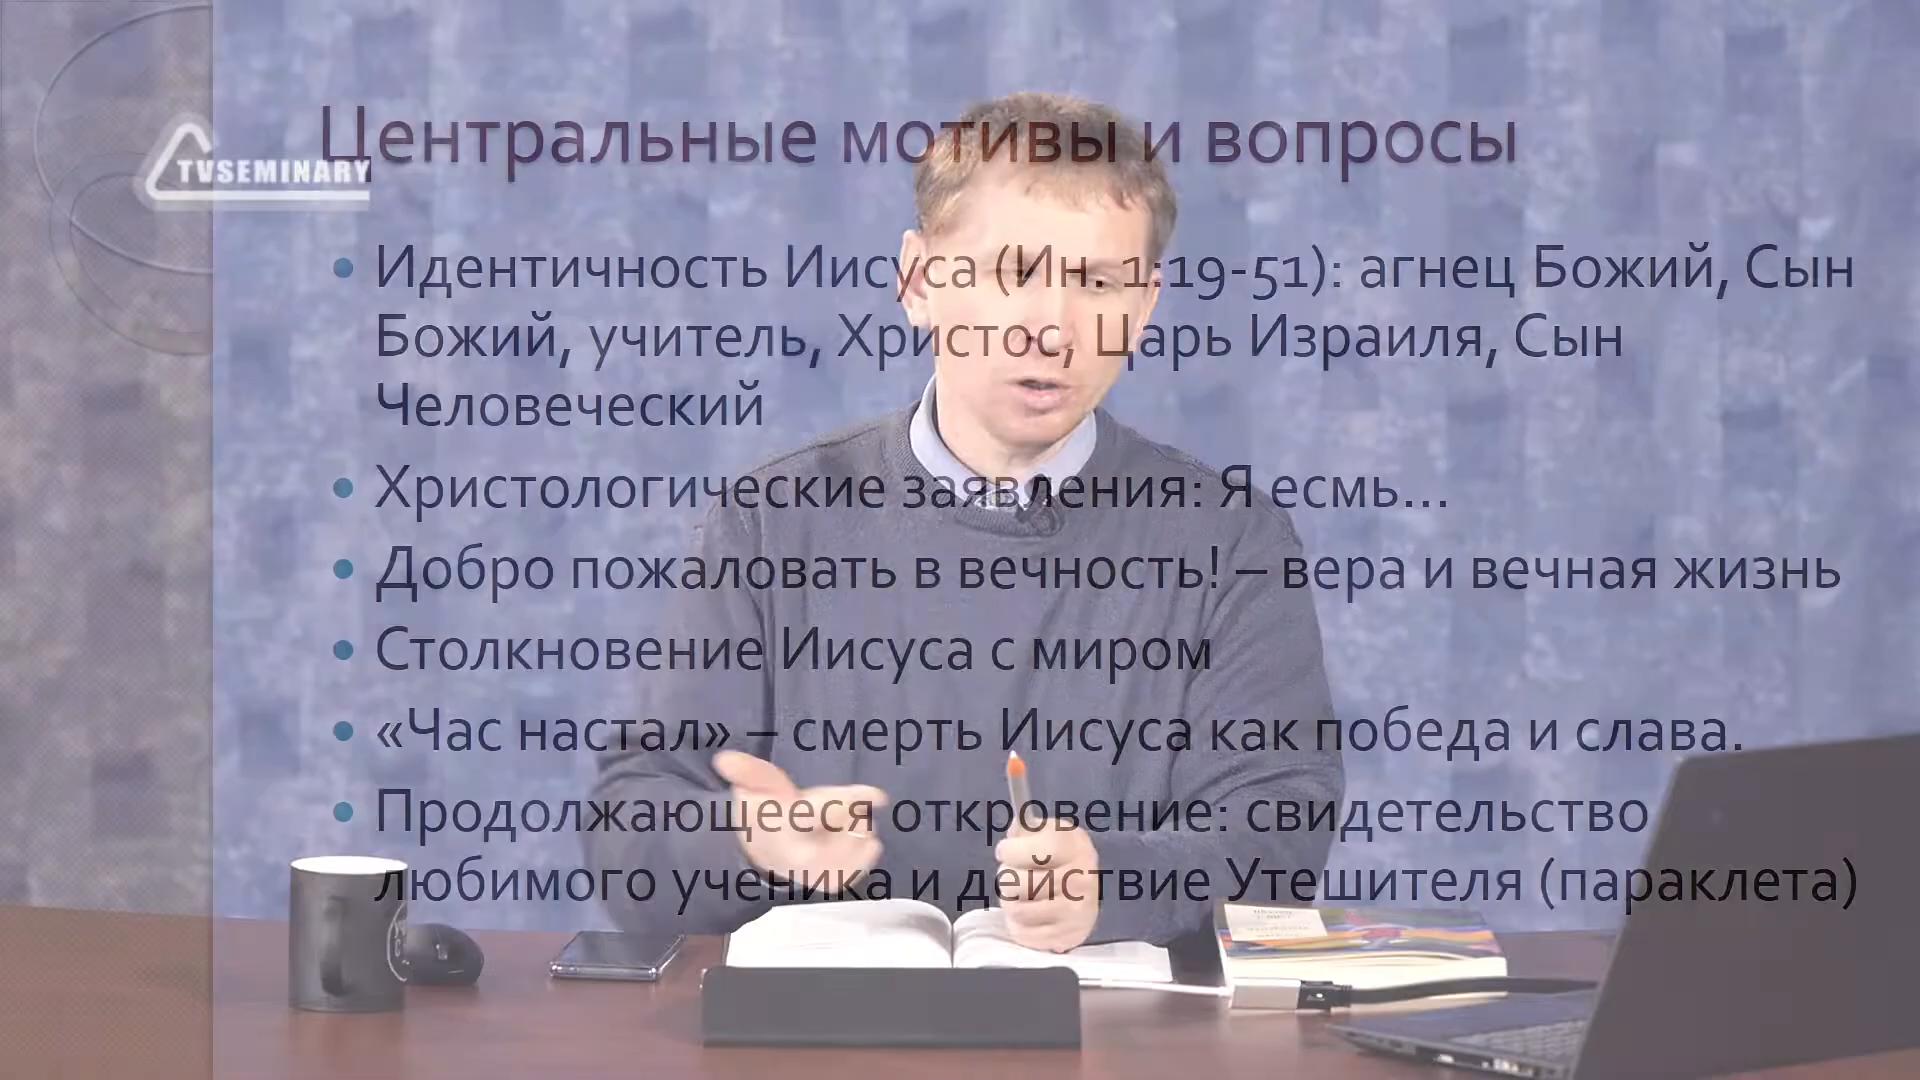 Центральные мотивы и вопросы
TVSEMINARY
• Идентичность Иисуса (Ин. 1:19-51): агнец Божий, Сын
Божий, учитель, Христос, Царь Израиля, Сын
Человеческий
• Христологические заявления: Я есмь...
• Добро пожаловать в вечность! – вера и вечная жизнь
• Столкновение Иисуса с миром
• «Час настал» – смерть Иисуса как победа и слава.
• Продолжающееся откровение: свидетельство
любимого ученика и действие Утешителя (параклета)